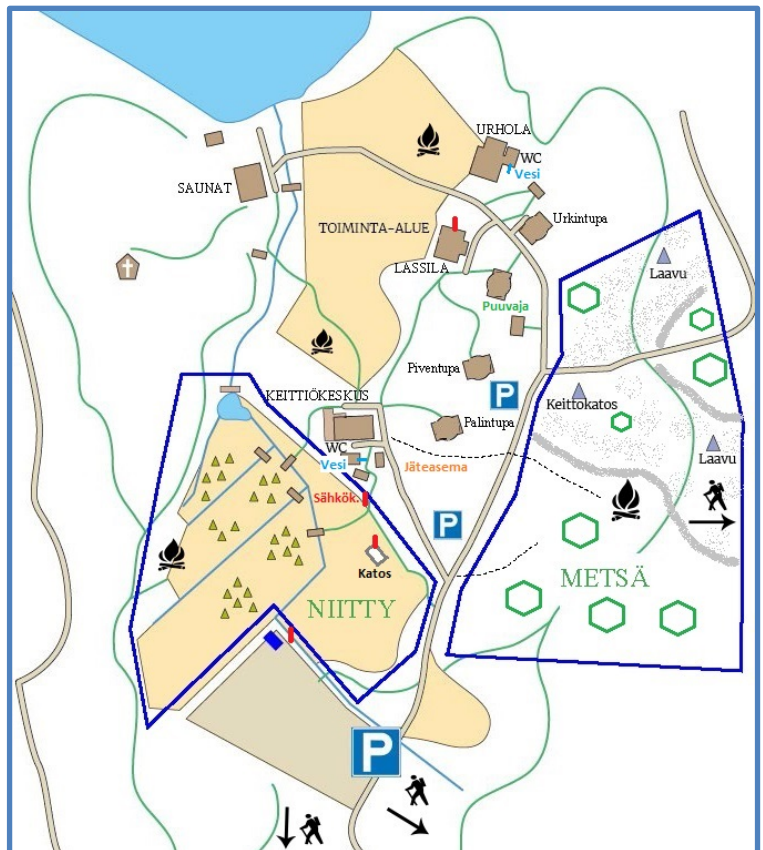 URHOLA
WC
Vesi
SAUNAT
Urkintupa
TOIMINTA-ALUE
LASSILA
Laavu
Puuvaja
Piventupa
P
KEITTIÖKESKUS
Keittokatos
Palintupa
WC
Laavu
Vesi
Jäteasema
Sähkök.
P
Katos
METSÄ
NIITTY
P